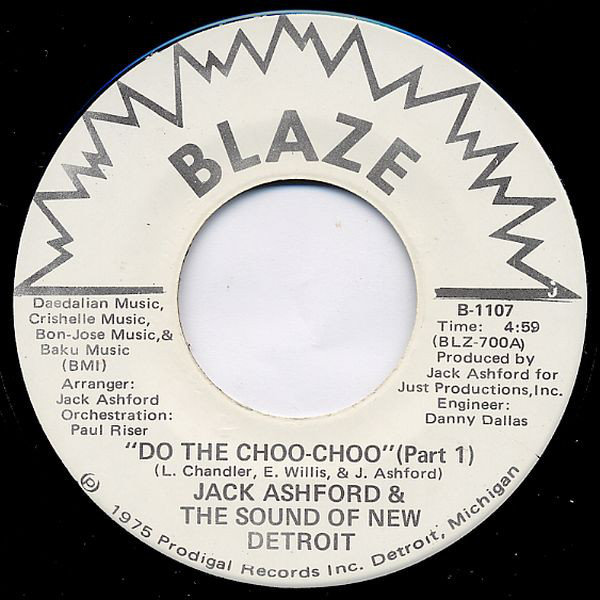 BLAZE
Daedalian Music,
Crishelle Music,
Bon-Jose Music,&
Baku Music
(BMI)
Arranger:
Jack Ashford
Orchestration:
Paul Riser
B-1107
Time: 4:59
(BLZ-700A)
Produced by
Jack Ashford for
Just Productions,Inc.
Engineer:
Danny Dallas
"DO THE CHOO-CHOO"(Part 1)
(L. Chandler, E. Willis, & J. Ashford)
JACK ASHFORD &
THE SOUND OF NEW
DETROIT
℗ 1975 Prodigal Records Inc. Detroit, Michigan